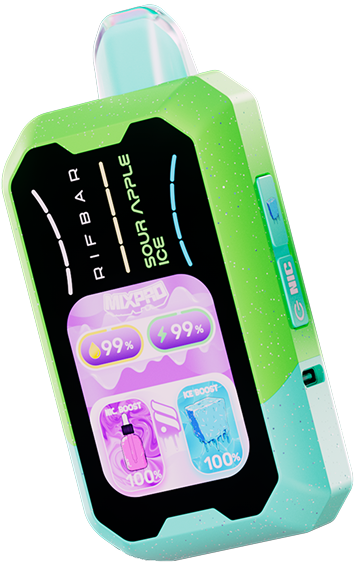 RIFBAR
SOUR APPLE
ICE
MIXPRO
99%
99%
NIC. BOOST
100%
ICE BOOST
100%
NIC